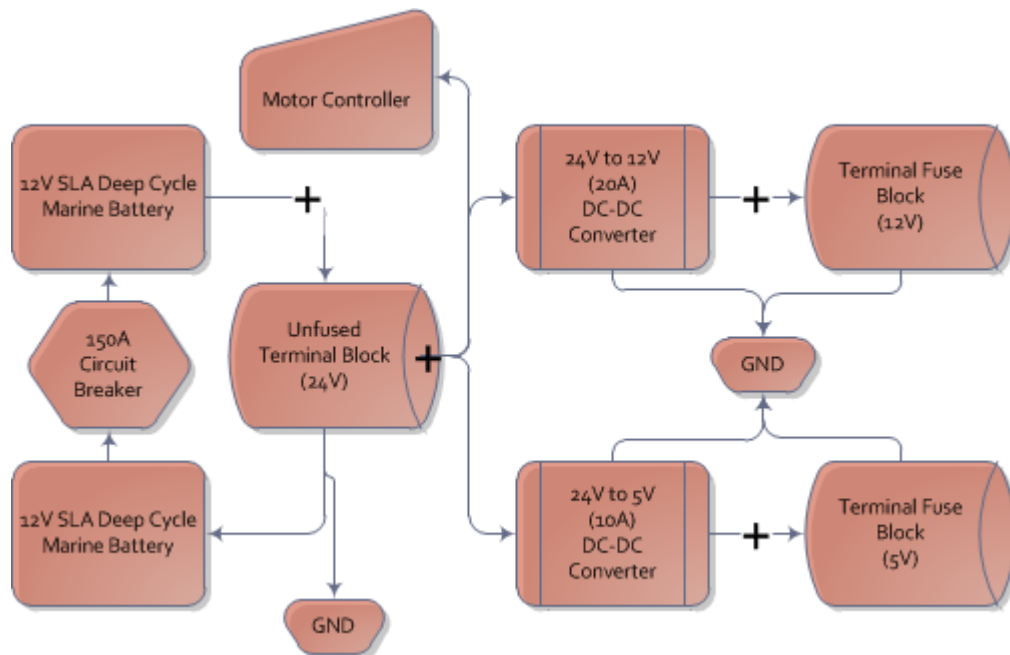 Motor Controller
12V SLA Deep Cycle
Marine Battery
+
24V to 12V
(20A)
DC-DC
Converter
+
Terminal Fuse
Block
(12V)
150A
Circuit
Breaker
Unfused
Terminal Block
(24V)
+
GND
12V SLA Deep Cycle
Marine Battery
24V to 5V
(10A)
DC-DC
Converter
+
Terminal Fuse
Block
(5V)
GND